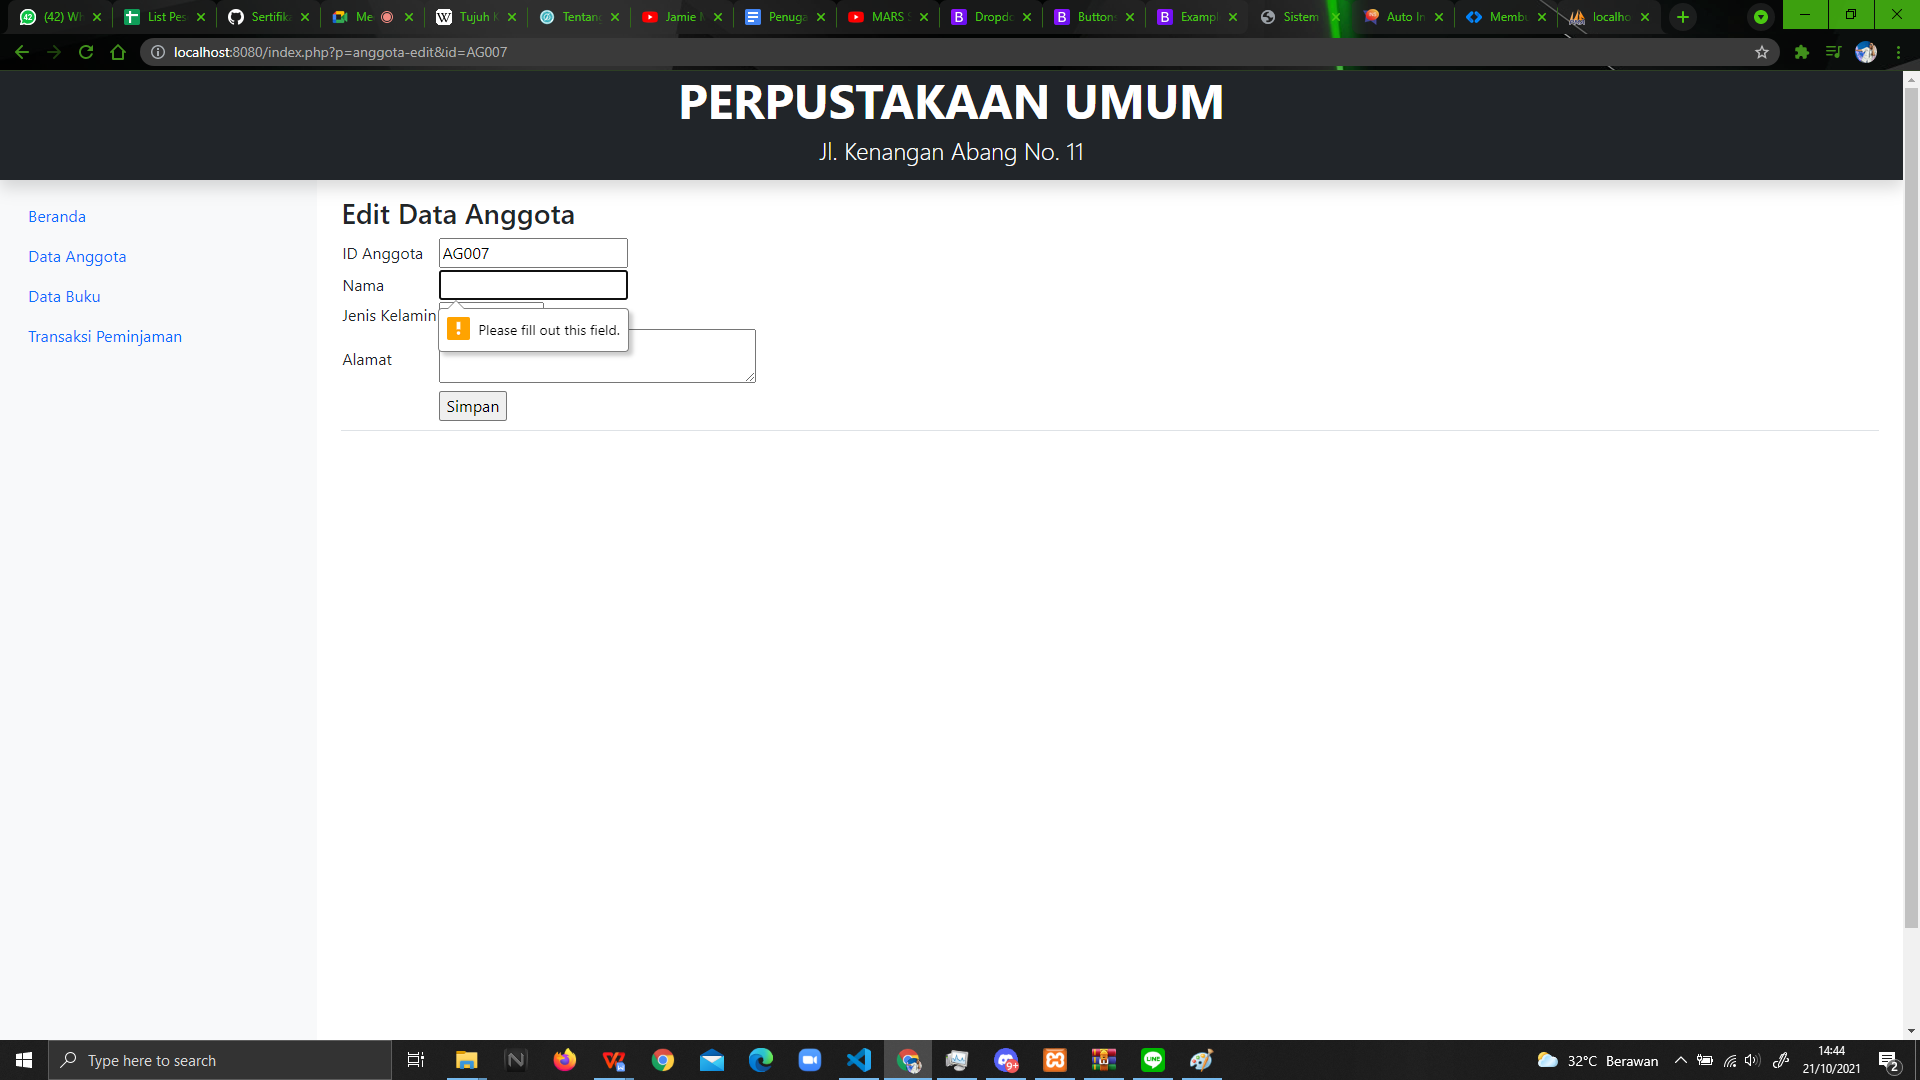 (42) Wh
List Pes
Sertifika
Me
Tujuh K
Tentang
Jamie
Penuga
MARS
Dropdo
Button
Exampl
Sistem
Auto In
Membu
localho
localhost:8080/index.php?p=anggota-edit&id=AG007
PERPUSTAKAAN UMUM
Jl. Kenangan Abang No. 11
Beranda
Data Anggota
Data Buku
Transaksi Peminjaman
Edit Data Anggota
ID Anggota AG007
Nama
Jenis Kelamin
Please fill out this field.
Alamat
Simpan
Type here to search
32°C Berawan
14:44
21/10/2021
2